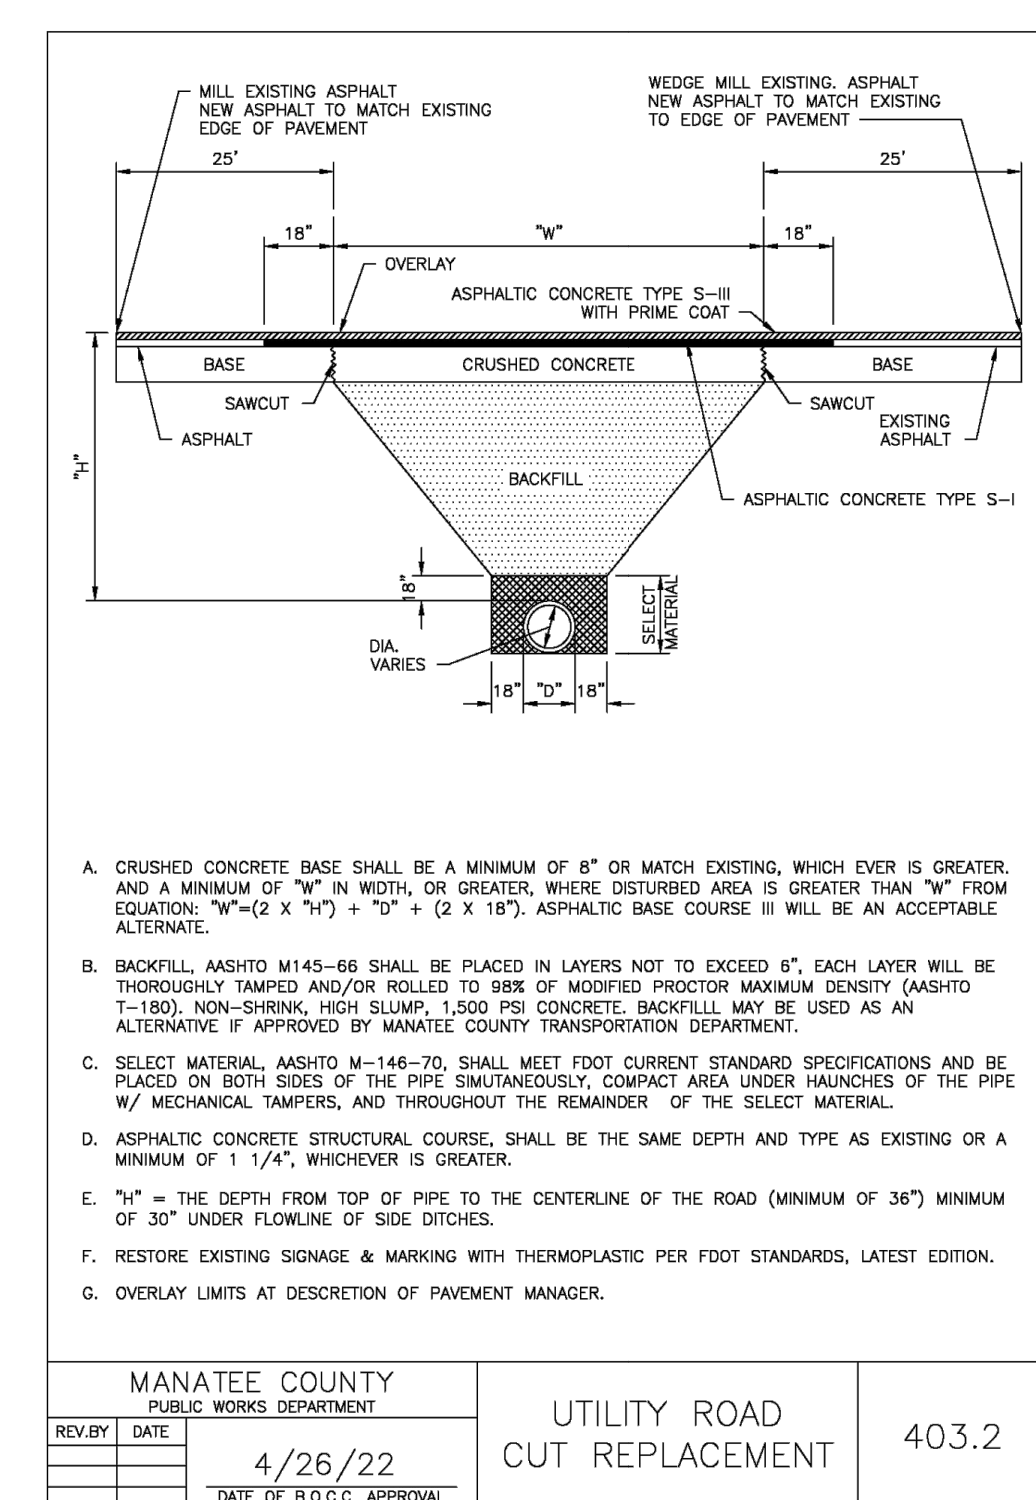 MILL EXISTING ASPHALT
NEW ASPHALT TO MATCH EXISTING
EDGE OF PAVEMENT
WEDGE MILL EXISTING. ASPHALT
NEW ASPHALT TO MATCH EXISTING
TO EDGE OF PAVEMENT
25'
25'
18"
"W"
18"
OVERLAY
ASPHALTIC CONCRETE TYPE S-III
WITH PRIME COAT
BASE
CRUSHED CONCRETE
BASE
SAWCUT
SAWCUT
ASPHALT
EXISTING
ASPHALT
"H"
BACKFILL
ASPHALTIC CONCRETE TYPE S-I
18"
SELECT
MATERIAL
DIA.
VARIES
18"
"D"
18"
A. CRUSHED CONCRETE BASE SHALL BE A MINIMUM OF 8" OR MATCH EXISTING, WHICH EVER IS GREATER.
AND A MINIMUM OF "W" IN WIDTH, OR GREATER, WHERE DISTURBED AREA IS GREATER THAN "W" FROM
EQUATION: "W"=(2 X "H") + "D" + (2 X 18"). ASPHALTIC BASE COURSE III WILL BE AN ACCEPTABLE
ALTERNATE.
B. BACKFILL, AASHTO M145-66 SHALL BE PLACED IN LAYERS NOT TO EXCEED 6", EACH LAYER WILL BE
THOROUGHLY TAMPED AND/OR ROLLED TO 98% OF MODIFIED PROCTOR MAXIMUM DENSITY (AASHTO
T-180). NON-SHRINK, HIGH SLUMP, 1,500 PSI CONCRETE. BACKFILLL MAY BE USED AS AN
ALTERNATIVE IF APPROVED BY MANATEE COUNTY TRANSPORTATION DEPARTMENT.
C. SELECT MATERIAL, AASHTO M-146-70, SHALL MEET FDOT CURRENT STANDARD SPECIFICATIONS AND BE
PLACED ON BOTH SIDES OF THE PIPE SIMUTANEOUSLY, COMPACT AREA UNDER HAUNCHES OF THE PIPE
W/ MECHANICAL TAMPERS, AND THROUGHOUT THE REMAINDER OF THE SELECT MATERIAL.
D. ASPHALTIC CONCRETE STRUCTURAL COURSE, SHALL BE THE SAME DEPTH AND TYPE AS EXISTING OR A
MINIMUM OF 1 1/4", WHICHEVER IS GREATER.
E. "H" = THE DEPTH FROM TOP OF PIPE TO THE CENTERLINE OF THE ROAD (MINIMUM OF 36") MINIMUM
OF 30" UNDER FLOWLINE OF SIDE DITCHES.
F. RESTORE EXISTING SIGNAGE & MARKING WITH THERMOPLASTIC PER FDOT STANDARDS, LATEST EDITION.
G. OVERLAY LIMITS AT DESCRETION OF PAVEMENT MANAGER.
MANATEE COUNTY
PUBLIC WORKS DEPARTMENT
REV.BY DATE
4/26/22
DATE OF B.O.C.C. APPROVAL
UTILITY ROAD
CUT REPLACEMENT
403.2